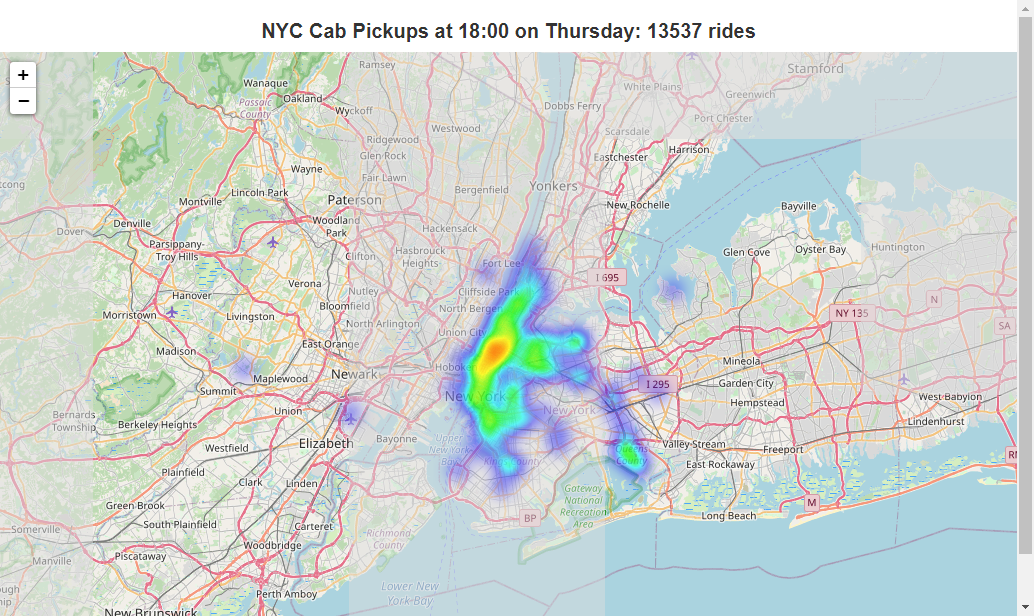 NYC Cab Pickups at 18:00 on Thursday: 13537 rides
+
−
Ramsey
Stamford
Wanaque
White Plains
Oakland
Dobbs Ferry
Greenwich
Passaic
County
Wyckoff
Port Chester
Westwood
Scarsdale
Ridgewood
Harrison
Glen Rock
Eastchester
Wayne
Fair Lawn
Lincoln Park
Bergenfield
Yonkers
Montville
Paterson
New Rochelle
Bayville
Denville
Woodland
Park
Hackensack
Dover
Parsippany-
Troy Hills
Clifton
Hasbrouck
Heights
Fort Lee
Glen Cove
Oyster Bay
Huntington
I 695
Verona
Nutley
Cliffside Park
Hanover
Bloomfield
North Bergen
N
Morristown
Livingston
North Arlington
NY 135
Union City
SA
Madison
East Orange
Mineola
Newark
Hoboken
Maplewood
I 295
Garden City
Summit
New York
West Babylon
Bernards
Township
Union
New York
Hempstead
Berkeley Heights
Bayonne
Lindenhurst
Elizabeth
Upper
New York
Bay
Westfield
Queens
County
Valley Stream
Freeport
Kings County
East Rockaway
Plainfield
Clark
Linden
Gateway
National
Recreation
Area
M
Green Brook
BP
Long Beach
South Plainfield
Somerville
Carteret
Richmond
County
Woodbridge
Piscataway
Manville
Lower New
York Bay
Perth Amboy
New Brunswick